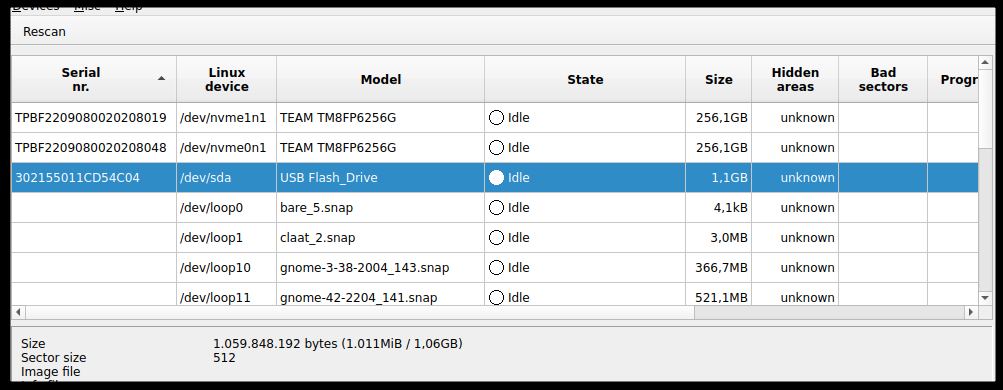 Devices Misc Help
Rescan
Serial nr. Linux device Model State Size Hidden areas Bad sectors Progr
TPBF2209080020208019 /dev/nvme1n1 TEAM TM8FP6256G Idle 256,1GB unknown
TPBF2209080020208048 /dev/nvme0n1 TEAM TM8FP6256G Idle 256,1GB unknown
302155011CD54C04 /dev/sda USB Flash_Drive Idle 1,1GB unknown
/dev/loop0 bare_5.snap Idle 4,1kB unknown
/dev/loop1 claat_2.snap Idle 3,0MB unknown
/dev/loop10 gnome-3-38-2004_143.snap Idle 366,7MB unknown
/dev/loop11 gnome-42-2204_141.snap Idle 521,1MB unknown
Size 1.059.848.192 bytes (1.011MiB / 1,06GB)
Sector size 512
Image file